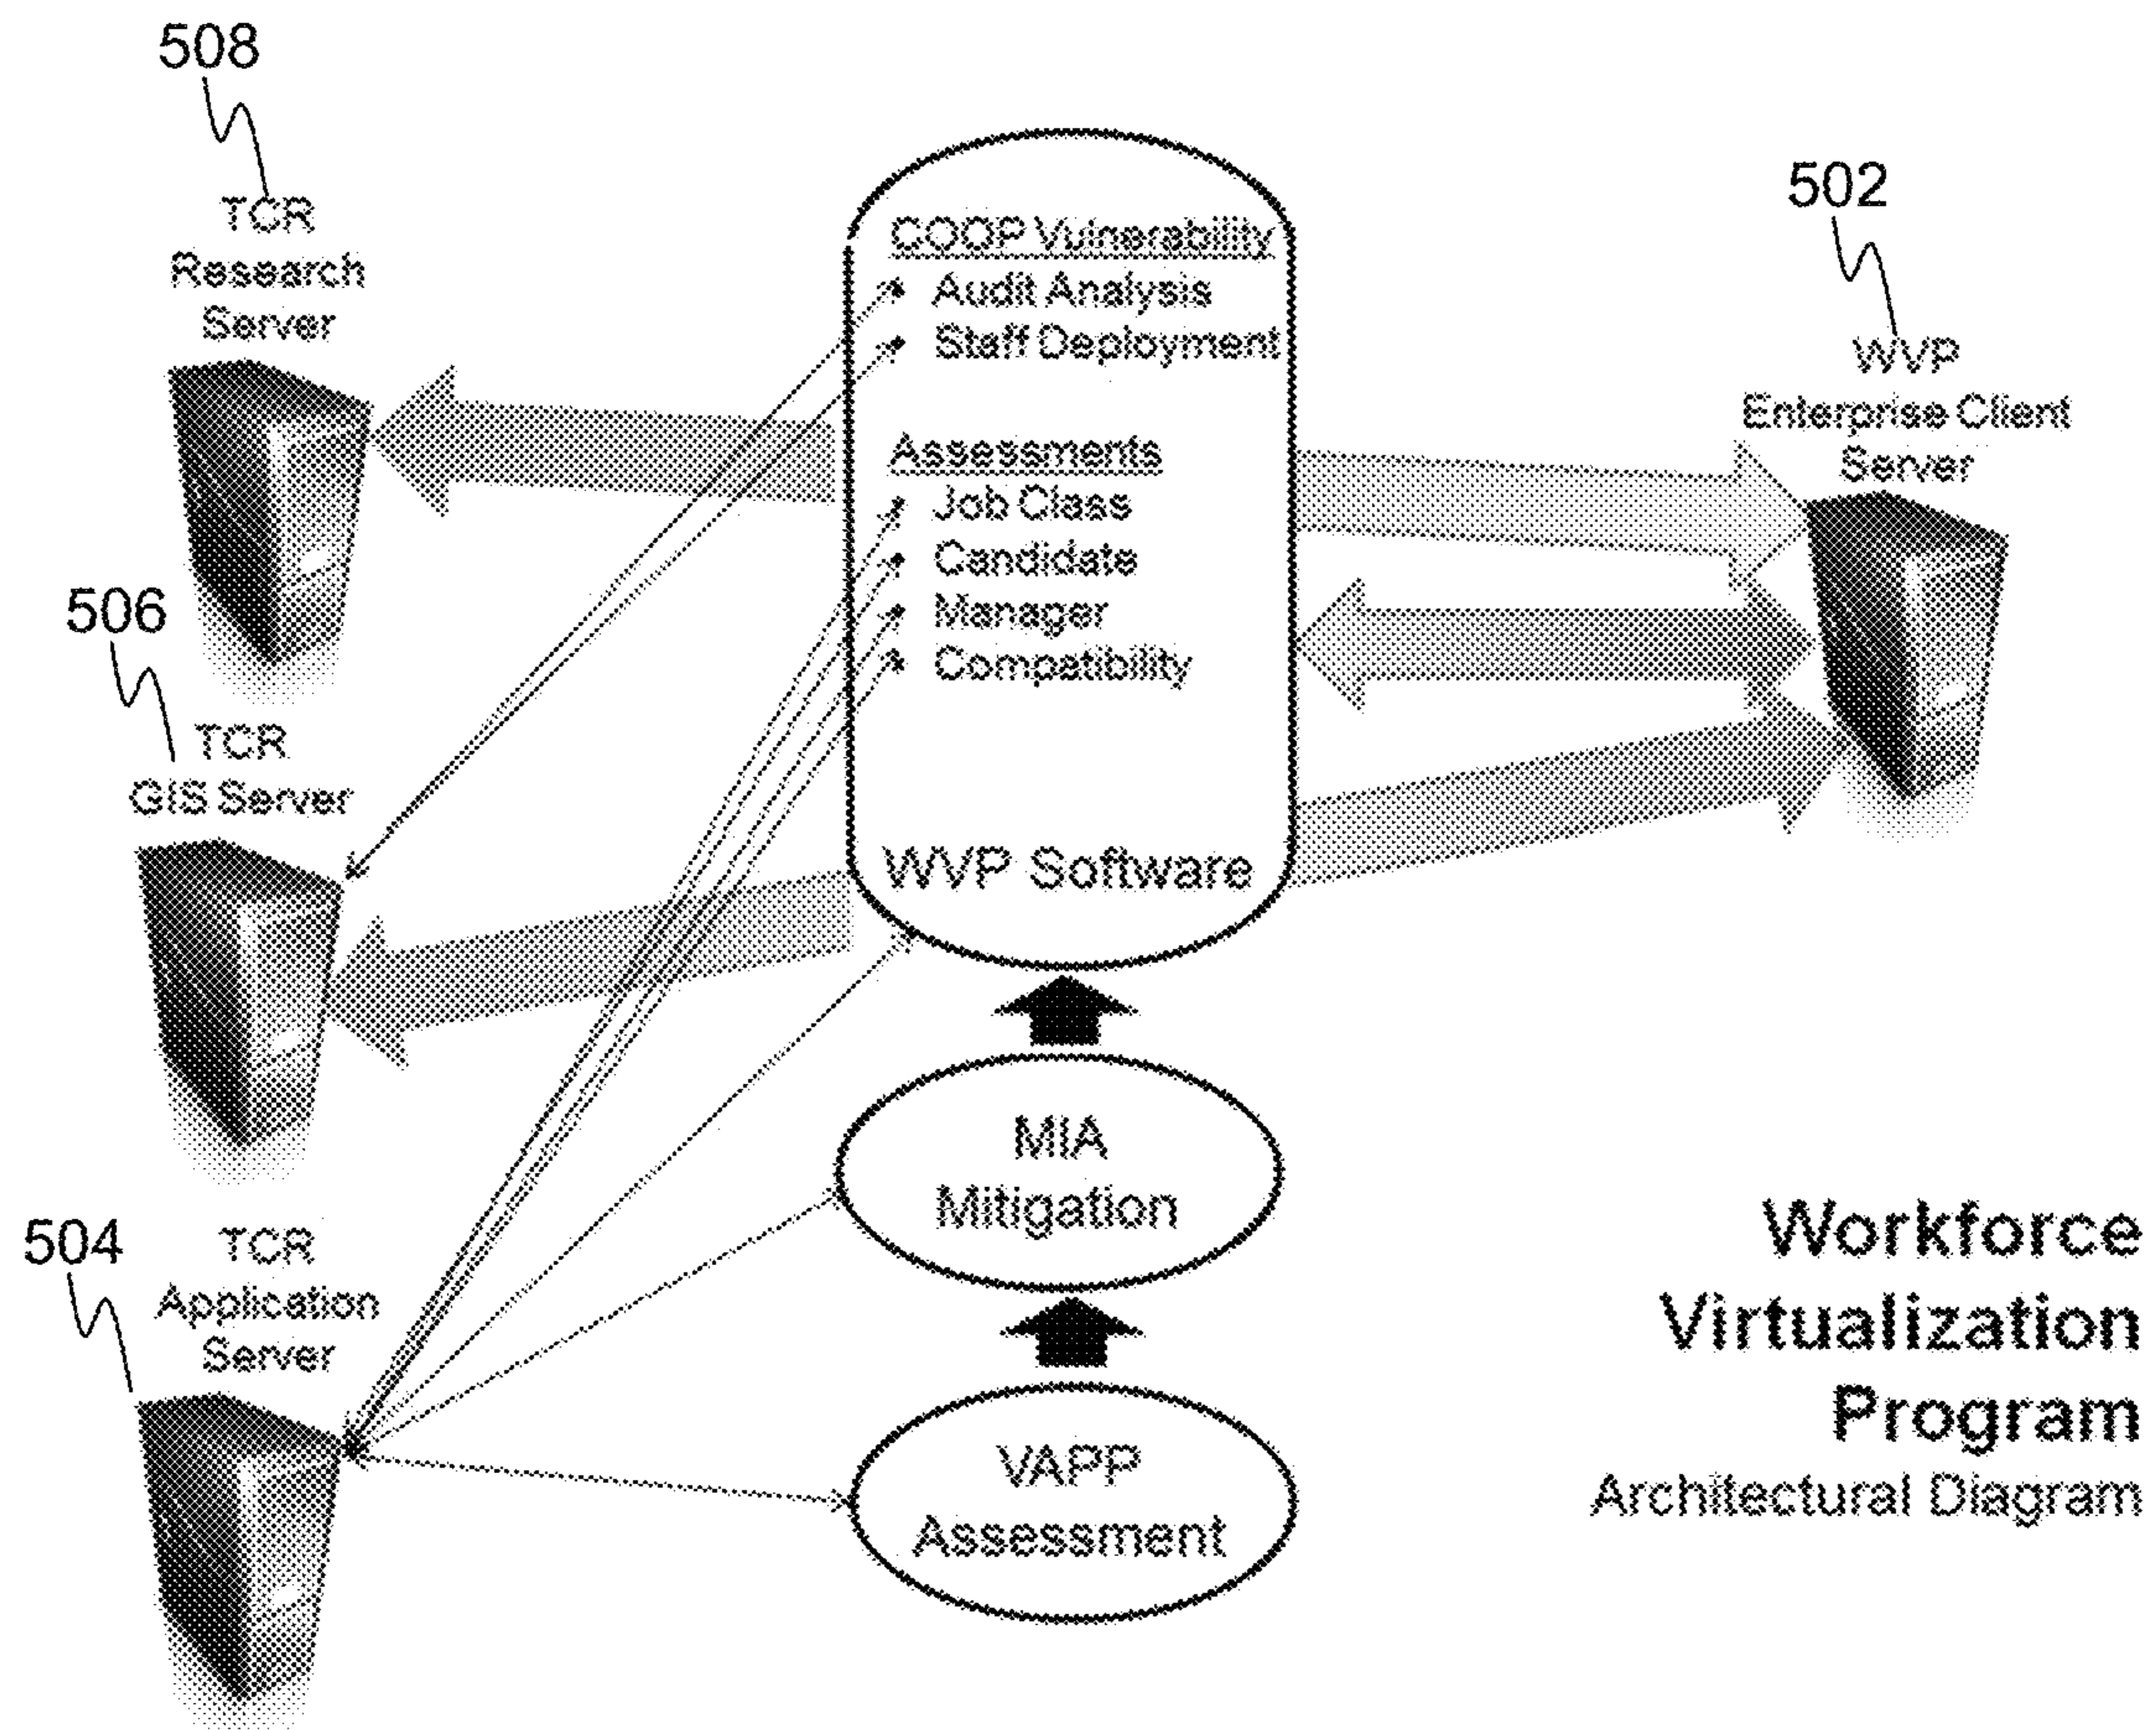 508
TCR
Research
Server
506
TCR
GIS Server
504
TCR
Application
Server
COOP Vulnerability
Audit Analysis
Staff Deployment
Assessments
Job Class
Candidate
Manager
Compatibility
WVP Software
MIA
Mitigation
VAPP
Assessment
502
WVP
Enterprise Client
Server
Workforce
Virtualization
Program
Architectural Diagram